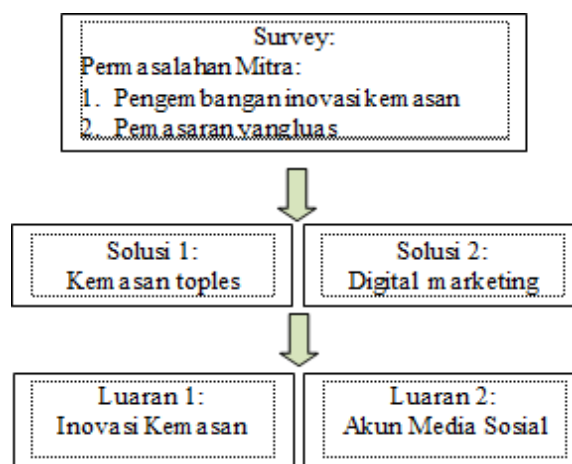 Survey:
Permasalahan Mitra:
1. Pengembangan inovasi kemasan
2. Pemasaran yang luas
Solusi 1:
Kemasan toples
Solusi 2:
Digital marketing
Luaran 1:
Inovasi Kemasan
Luaran 2:
Akun Media Sosial